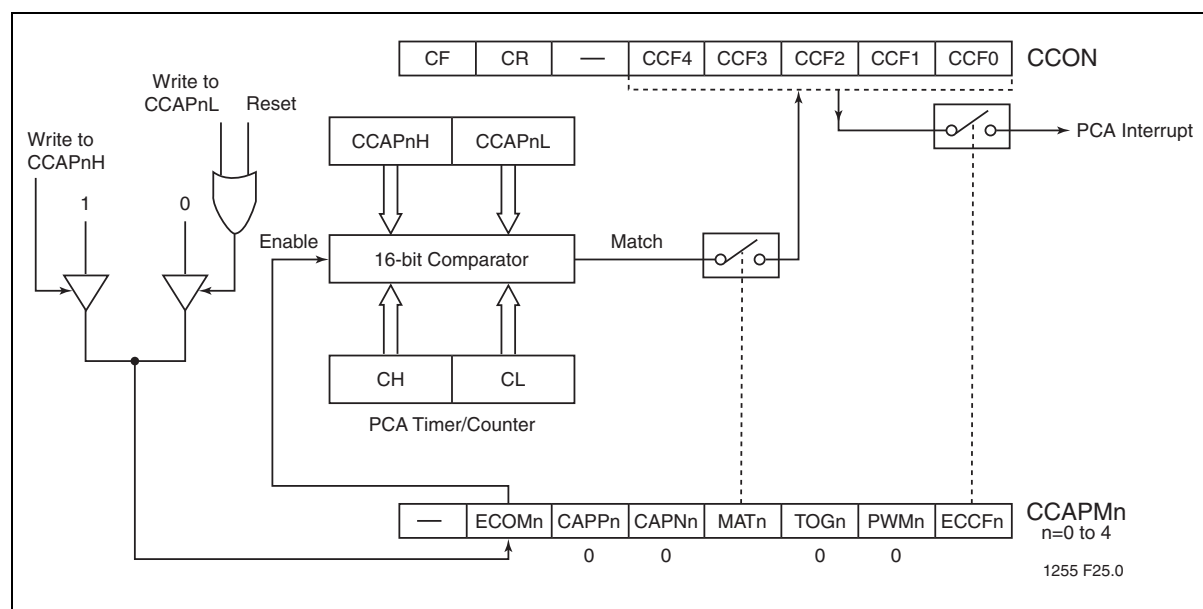 CF CR — CCF4 CCF3 CCF2 CCF1 CCF0 CCON
Write to
CCAPnL
Reset
Write to
CCAPnH
1
0
CCAPnH CCAPnL
PCA Interrupt
Enable
16-bit Comparator
Match
CH CL
PCA Timer/Counter
— ECOMn CAPPn CAPNn MATn TOGn PWMn ECCFn CCAPMn
n=0 to 4
0 0 0 0
1255 F25.0